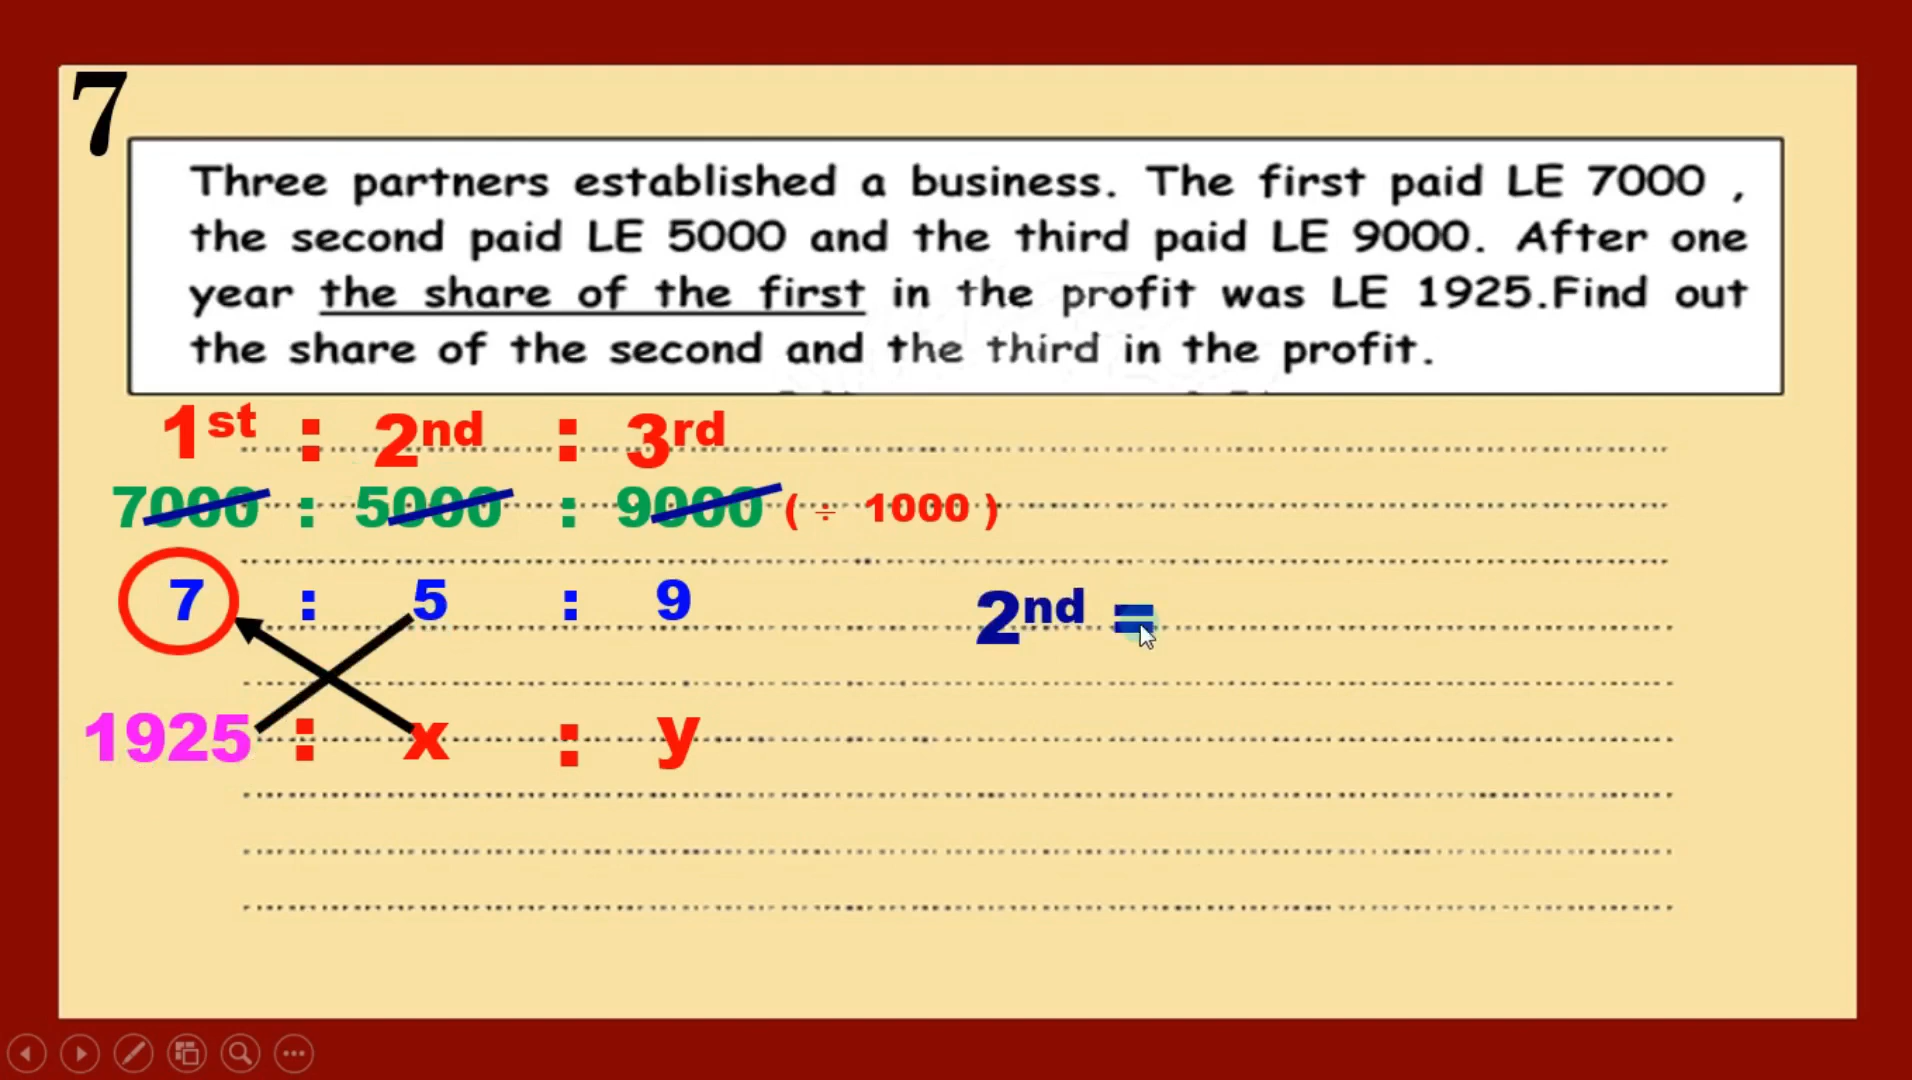 7
Three partners established a business. The first paid LE 7000 ,
the second paid LE 5000 and the third paid LE 9000. After one
year the share of the first in the profit was LE 1925.Find out
the share of the second and the third in the profit.
1st : 2nd : 3rd
7000 : 5000 : 9000 ( ÷ 1000 )
7 : 5 : 9
2nd =
1925 : x : y